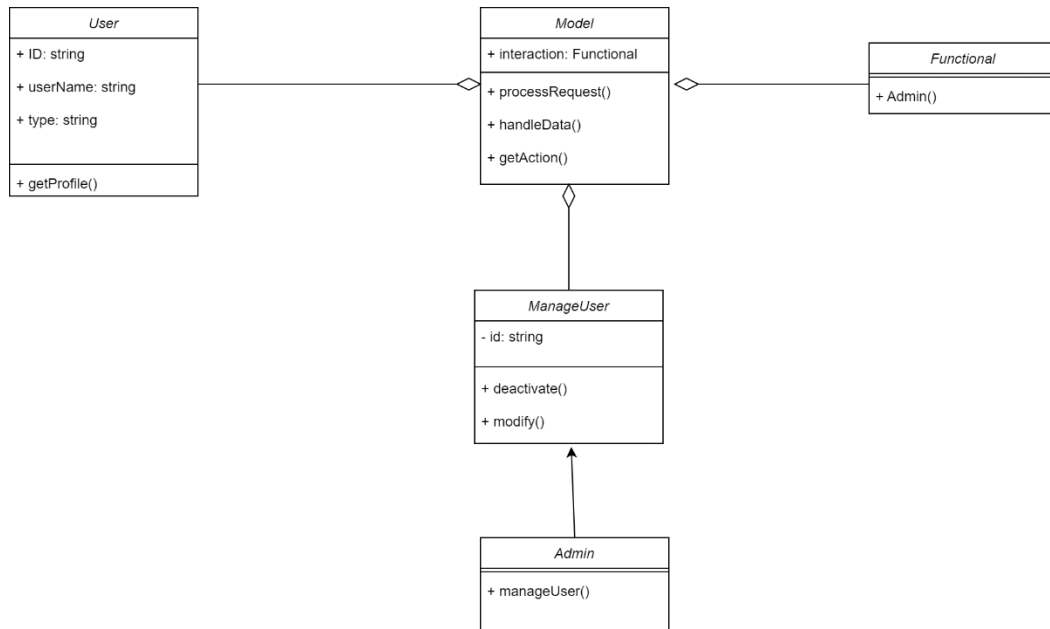 User
+ ID: string
+ userName: string
+ type: string
+ getProfile()
Model
+ interaction: Functional
+ processRequest()
+ handleData()
+ getAction()
Functional
+ Admin()
ManageUser
- id: string
+ deactivate()
+ modify()
Admin
+ manageUser()